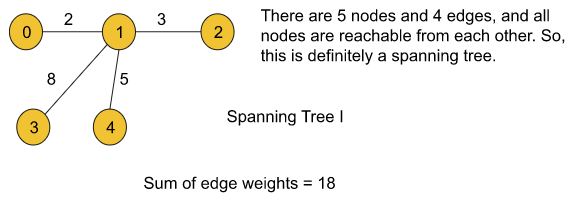 There are 5 nodes and 4 edges, and all
nodes are reachable from each other. So,
this is definitely a spanning tree.
2
3
0
1
2
8
5
3
4
Spanning Tree I
Sum of edge weights = 18